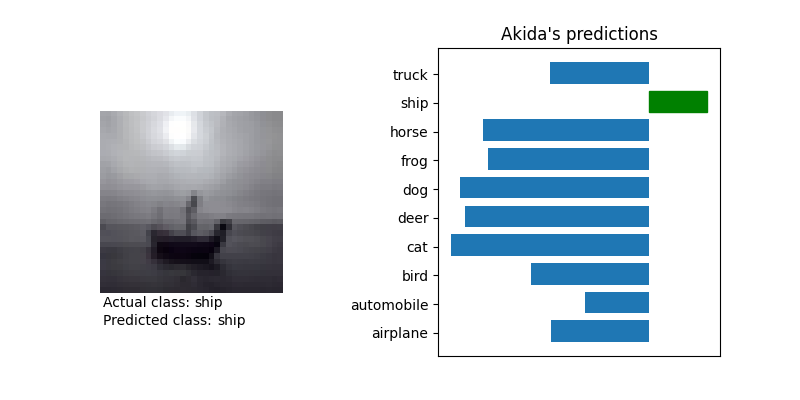 Akida's predictions
truck
ship
horse
frog
dog
deer
cat
bird
automobile
airplane
Actual class: ship
Predicted class: ship